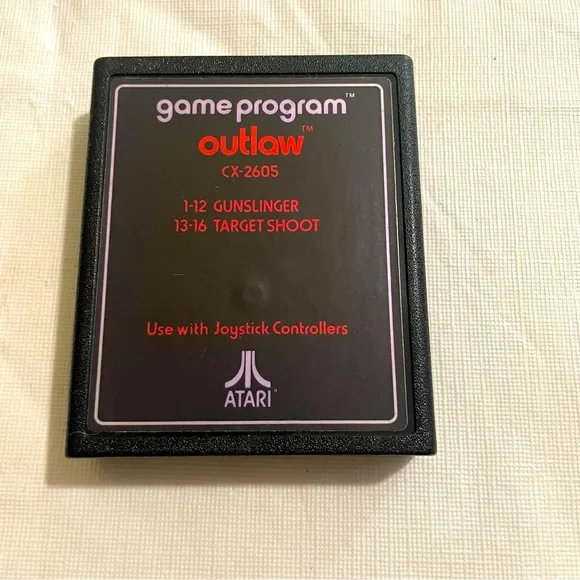 game program™
outlaw™
CX-2605
1-12 GUNSLINGER
13-16 TARGET SHOOT
Use with Joystick Controllers
ATARI®